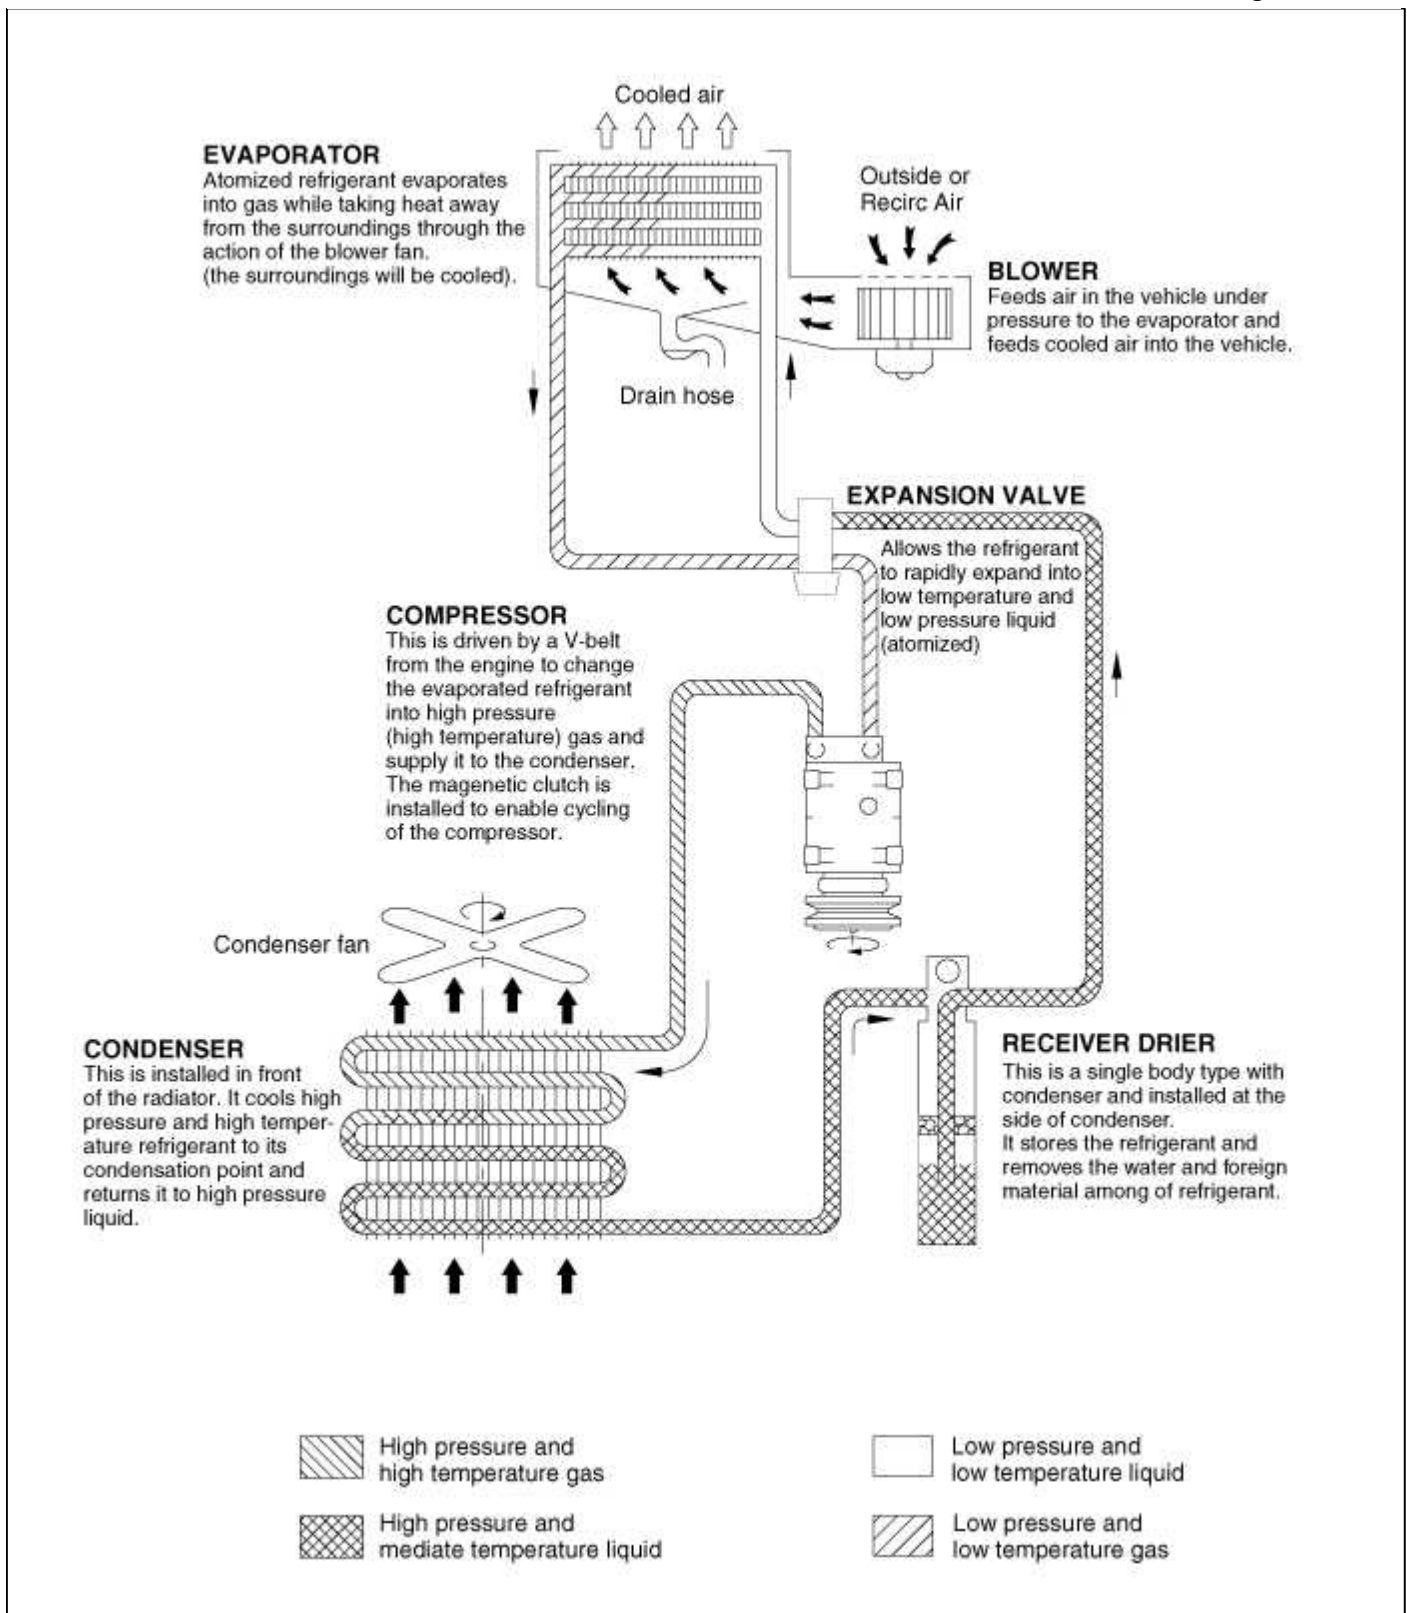 Cooled air
EVAPORATOR
Atomized refrigerant evaporates
into gas while taking heat away
from the surroundings through the
action of the blower fan.
(the surroundings will be cooled).
Outside or
Recirc Air
BLOWER
Feeds air in the vehicle under
pressure to the evaporator and
feeds cooled air into the vehicle.
Drain hose
EXPANSION VALVE
Allows the refrigerant
to rapidly expand into
low temperature and
low pressure liquid
(atomized)
COMPRESSOR
This is driven by a V-belt
from the engine to change
the evaporated refrigerant
into high pressure
(high temperature) gas and
supply it to the condenser.
The magenetic clutch is
installed to enable cycling
of the compressor.
Condenser fan
CONDENSER
This is installed in front
of the radiator. It cools high
pressure and high temper-
ature refrigerant to its
condensation point and
returns it to high pressure
liquid.
RECEIVER DRIER
This is a single body type with
condenser and installed at the
side of condenser.
It stores the refrigerant and
removes the water and foreign
material among of refrigerant.
High pressure and
high temperature gas
High pressure and
mediate temperature liquid
Low pressure and
low temperature liquid
Low pressure and
low temperature gas